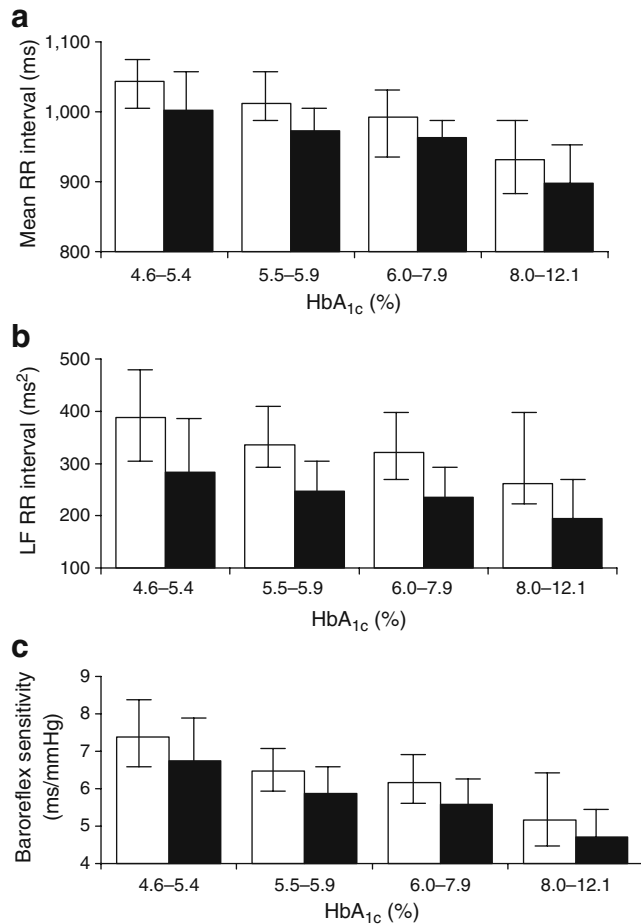 a
Mean RR interval (ms)
1,100
1,000
900
800
4.6–5.4 5.5–5.9 6.0–7.9 8.0–12.1
HbA1c (%)
b
LF RR interval (ms²)
500
400
300
200
100
4.6–5.4 5.5–5.9 6.0–7.9 8.0–12.1
HbA1c (%)
c
Baroreflex sensitivity
(ms/mmHg)
9
8
7
6
5
4
4.6–5.4 5.5–5.9 6.0–7.9 8.0–12.1
HbA1c (%)